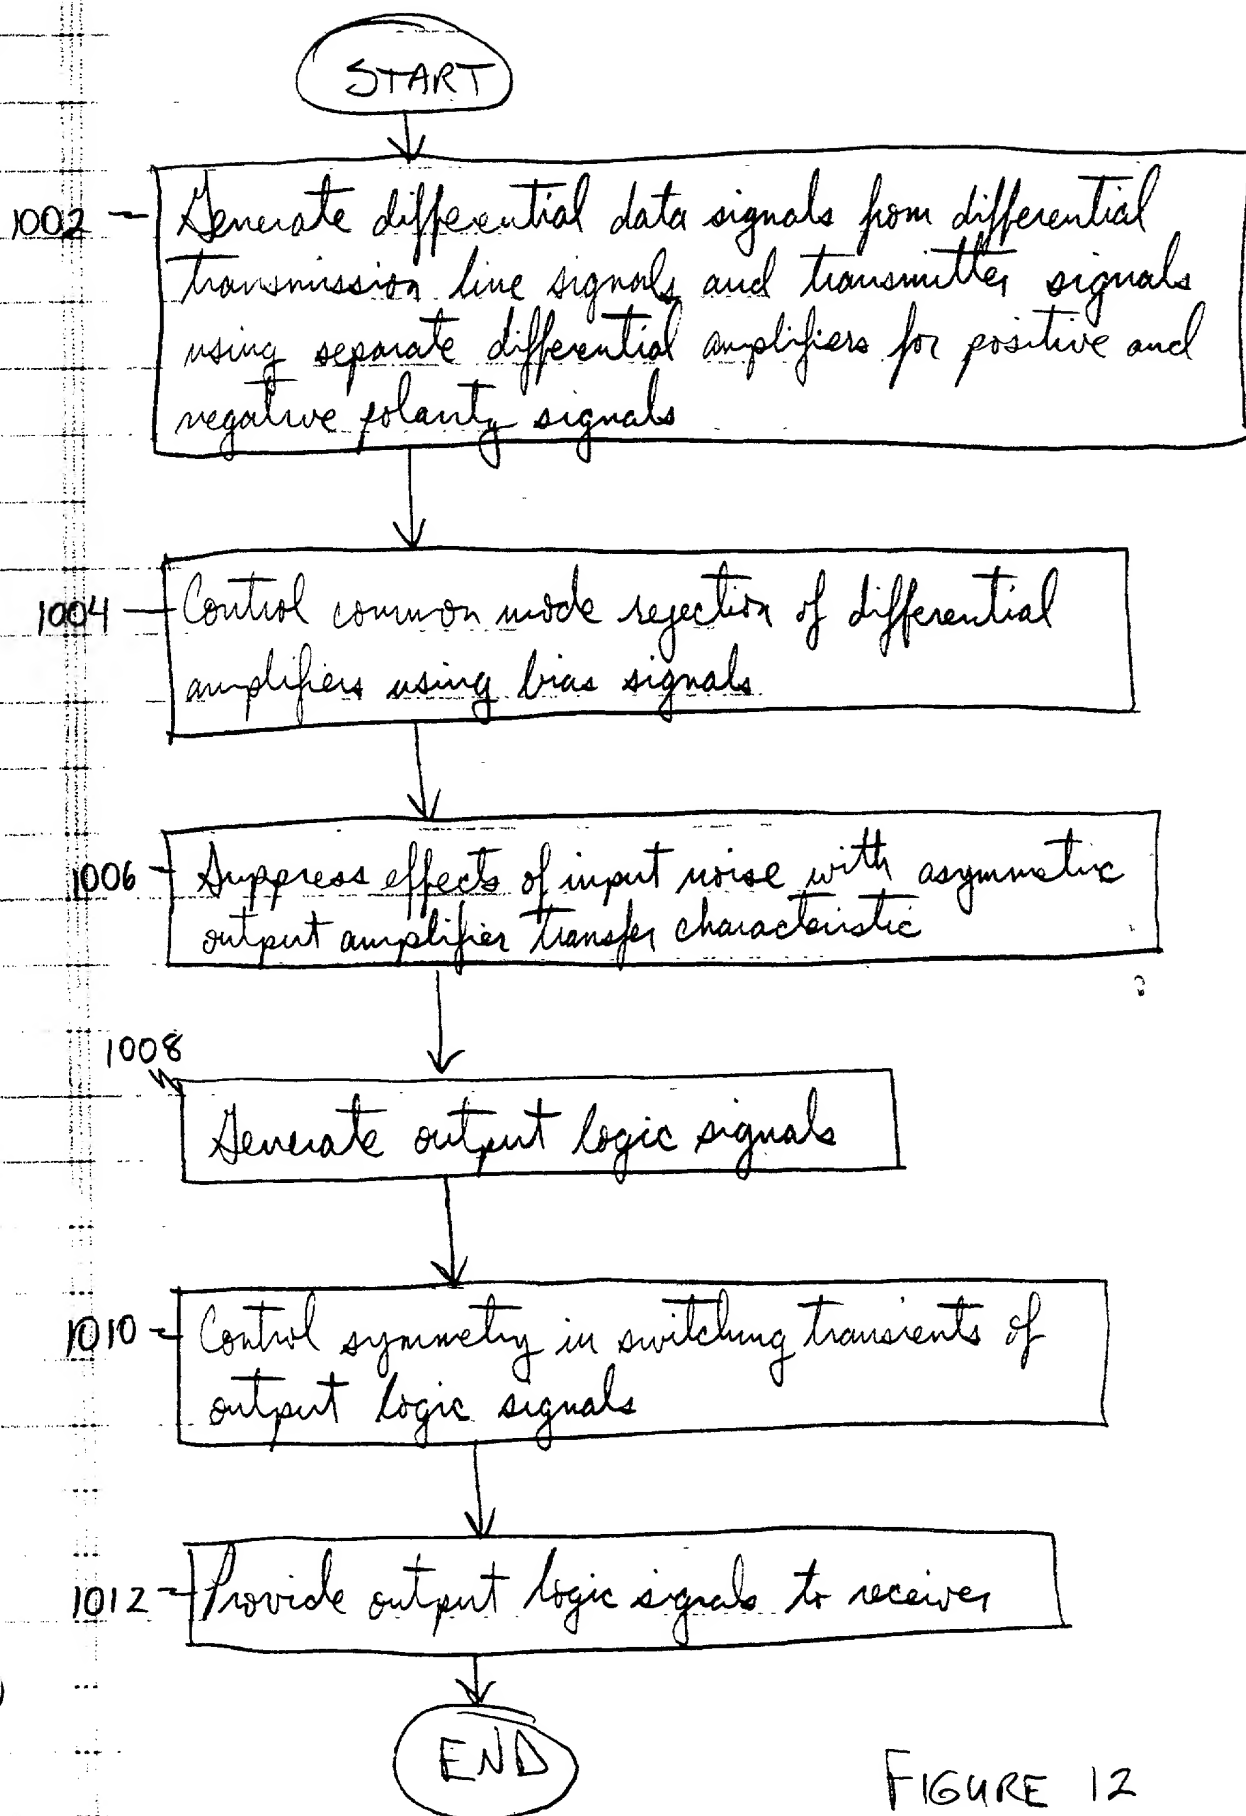 START
1002
Generate differential data signals from differential
transmission line signals and transmitter signals
using separate differential amplifiers for positive and
negative polarity signals
1004
Control common mode rejection of differential
amplifiers using bias signals
1006
Suppress effects of input noise with asymmetric
output amplifier transfer characteristic
1008
Generate output logic signals
1010
Control symmetry in switching transients of
output logic signals
1012
Provide output logic signals to receiver
END
FIGURE 12